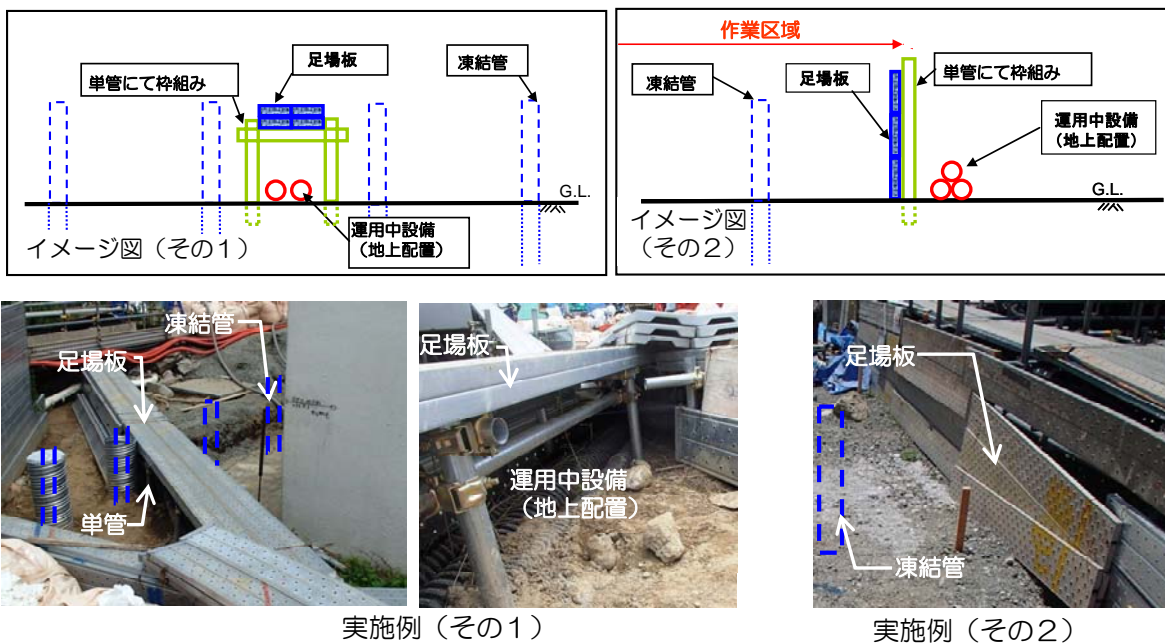 足場板
凍結管
単管にて枠組み
G.L.
運用中設備
(地上配置)
イメージ図(その1)
作業区域
凍結管
足場板
単管にて枠組み
運用中設備
(地上配置)
G.L.
イメージ図
(その2)
凍結管
足場板
単管
足場板
運用中設備
(地上配置)
足場板
凍結管
実施例(その1)
実施例(その2)